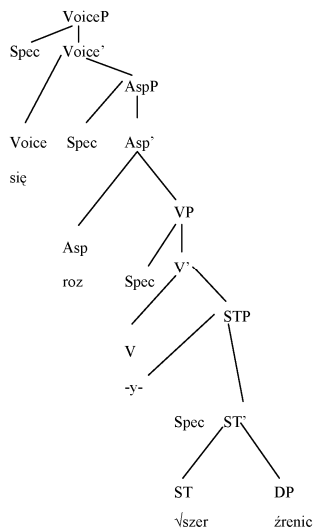 VoiceP
Spec Voice’
AspP
Voice Spec Asp’
się
VP
Asp
roz Spec V’
STP
V
-y-
Spec ST’
ST DP
√szer źrenic